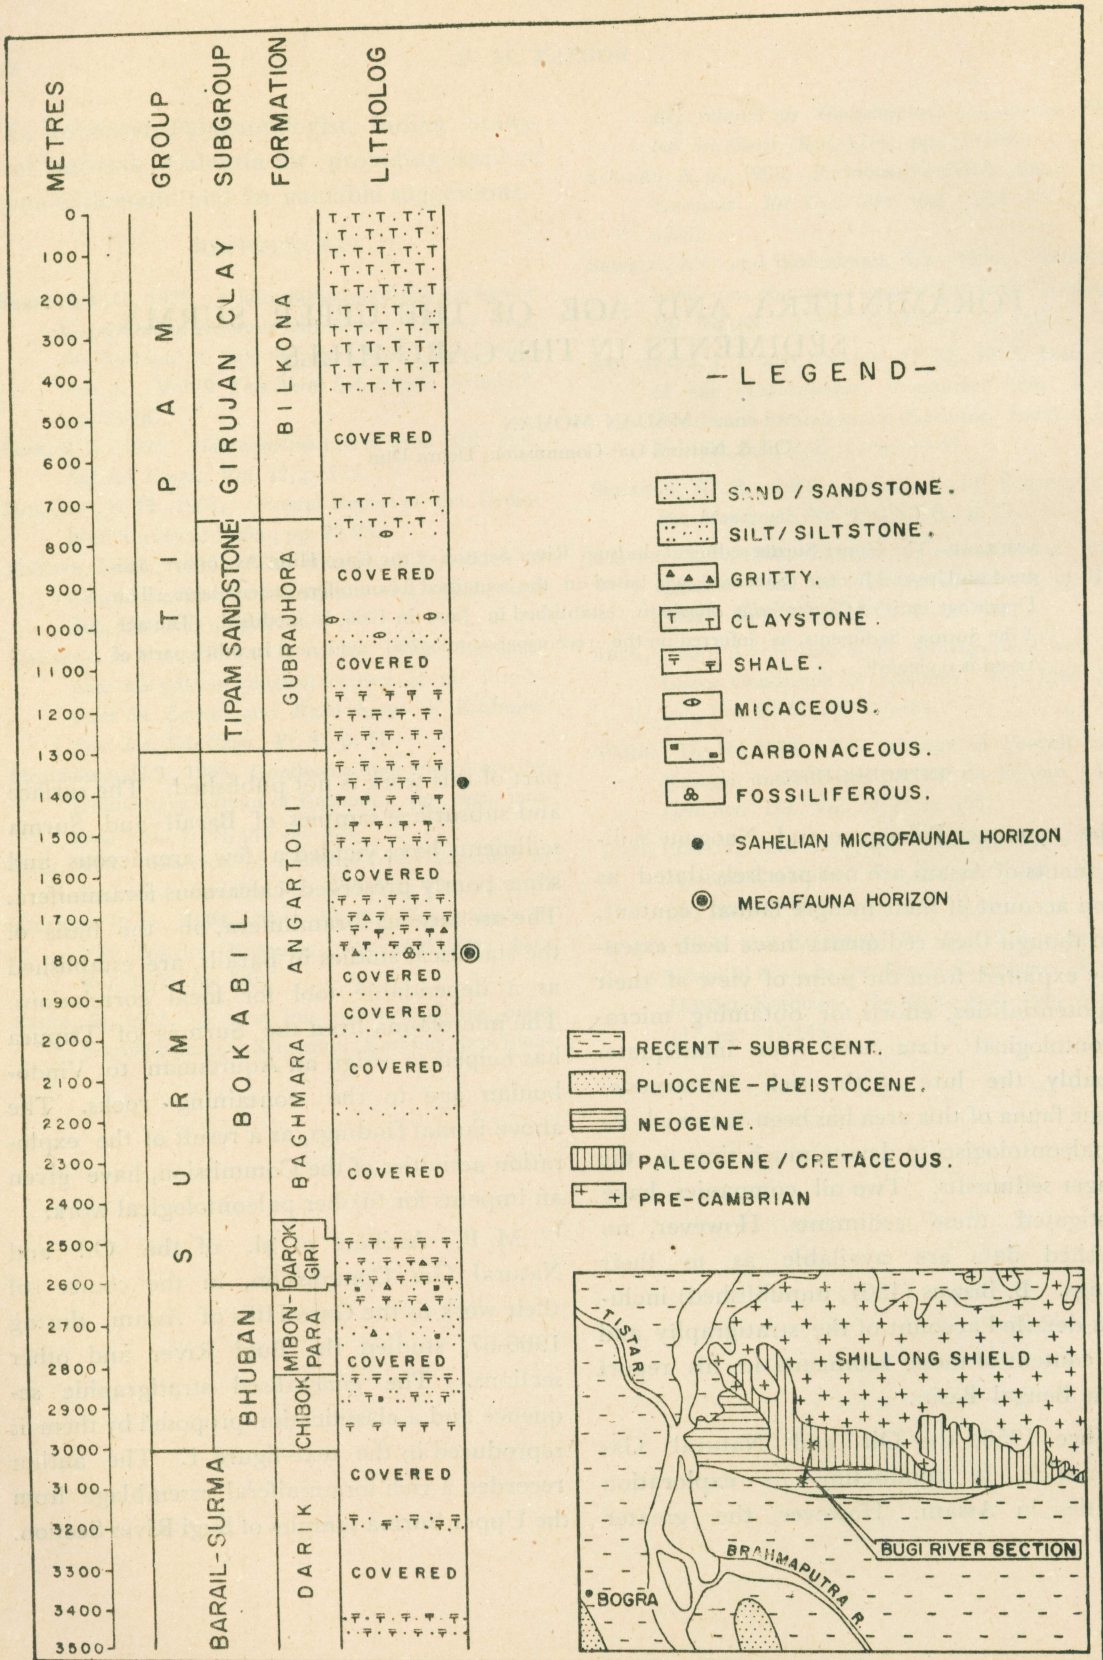 METRES
GROUP
SUBGROUP
FORMATION
LITHOLOG
0
100
200
300
400
500
600
700
800
900
1000
1100
1200
1300
1400
1500
1600
1700
1800
1900
2000
2100
2200
2300
2400
2500
2600
2700
2800
2900
3000
3100
3200
3300
3400
3500
TIPAM
SURMA
GIRUJAN CLAY
TIPAM SANDSTONE
BOKABIL
BHUBAN
BARAIL-SURMA
BILKONA
GUBRAJHORA
ANGARTOLI
BAGHMARA
DAROK
GIRI
MIBON-
PARA
CHIBOK
DARIK
COVERED
COVERED
COVERED
COVERED
COVERED
COVERED
COVERED
COVERED
COVERED
COVERED
COVERED
— LEGEND —
SAND / SANDSTONE.
SILT/ SILTSTONE.
GRITTY.
T T CLAYSTONE.
SHALE.
MICACEOUS.
CARBONACEOUS.
FOSSILIFEROUS.
SAHELIAN MICROFAUNAL HORIZON
MEGAFAUNA HORIZON
RECENT – SUBRECENT.
PLIOCENE – PLEISTOCENE.
NEOGENE.
PALEOGENE / CRETACEOUS.
PRE-CAMBRIAN
TISTA R.
SHILLONG SHIELD
BUGI RIVER SECTION
BRAHMAPUTRA R.
BOGRA